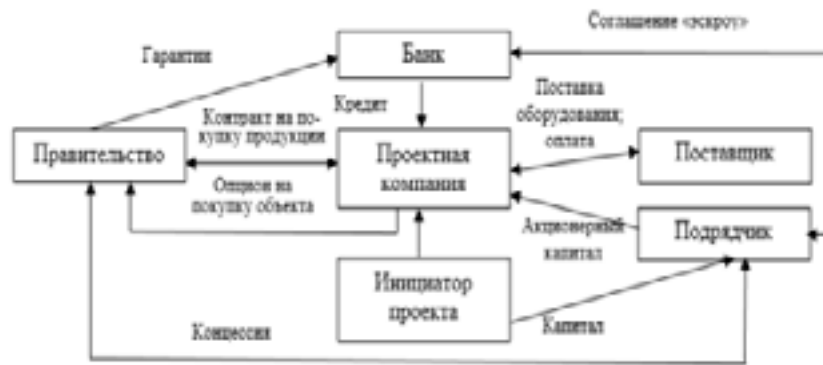 Соглашение «эскроу»
Гарантии
Банк
Кредит
Поставка
оборудования;
оплата
Контракт на по-
купку продукции
Правительство
Проектная
компания
Поставщик
Опцион на
покупку объекта
Акционерный
капитал
Подрядчик
Инициатор
проекта
Капитал
Концессия